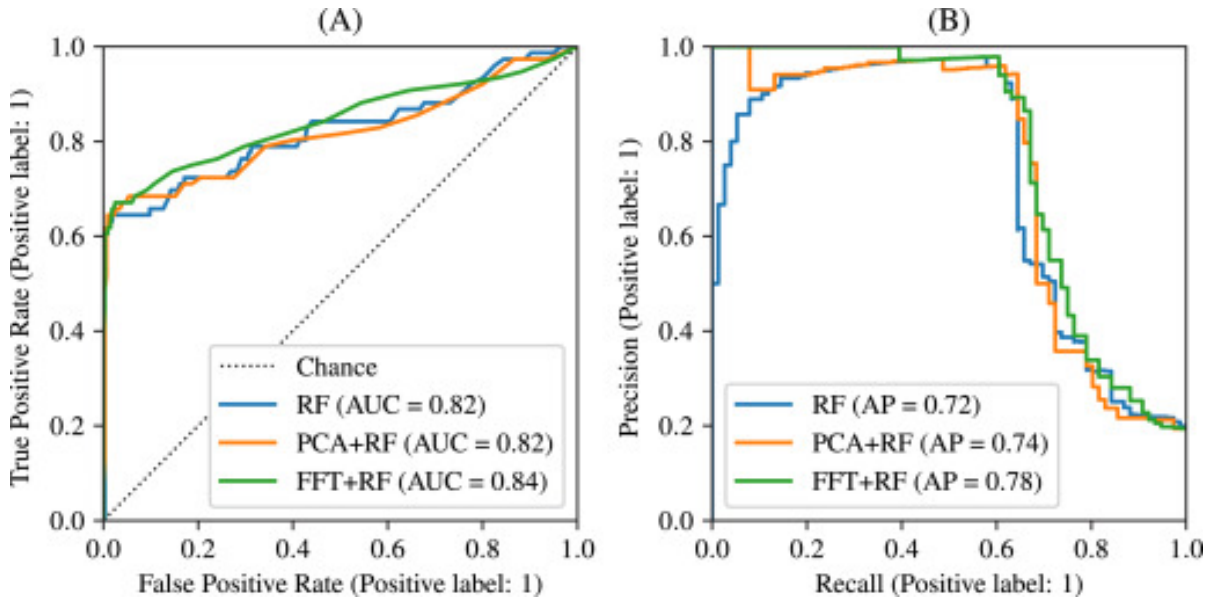 (A)
True Positive Rate (Positive label: 1)
1.0
0.8
0.6
0.4
0.2
0.0
Chance
RF (AUC = 0.82)
PCA+RF (AUC = 0.82)
FFT+RF (AUC = 0.84)
0.0 0.2 0.4 0.6 0.8 1.0
False Positive Rate (Positive label: 1)
(B)
Precision (Positive label: 1)
1.0
0.8
0.6
0.4
0.2
0.0
RF (AP = 0.72)
PCA+RF (AP = 0.74)
FFT+RF (AP = 0.78)
0.0 0.2 0.4 0.6 0.8 1.0
Recall (Positive label: 1)